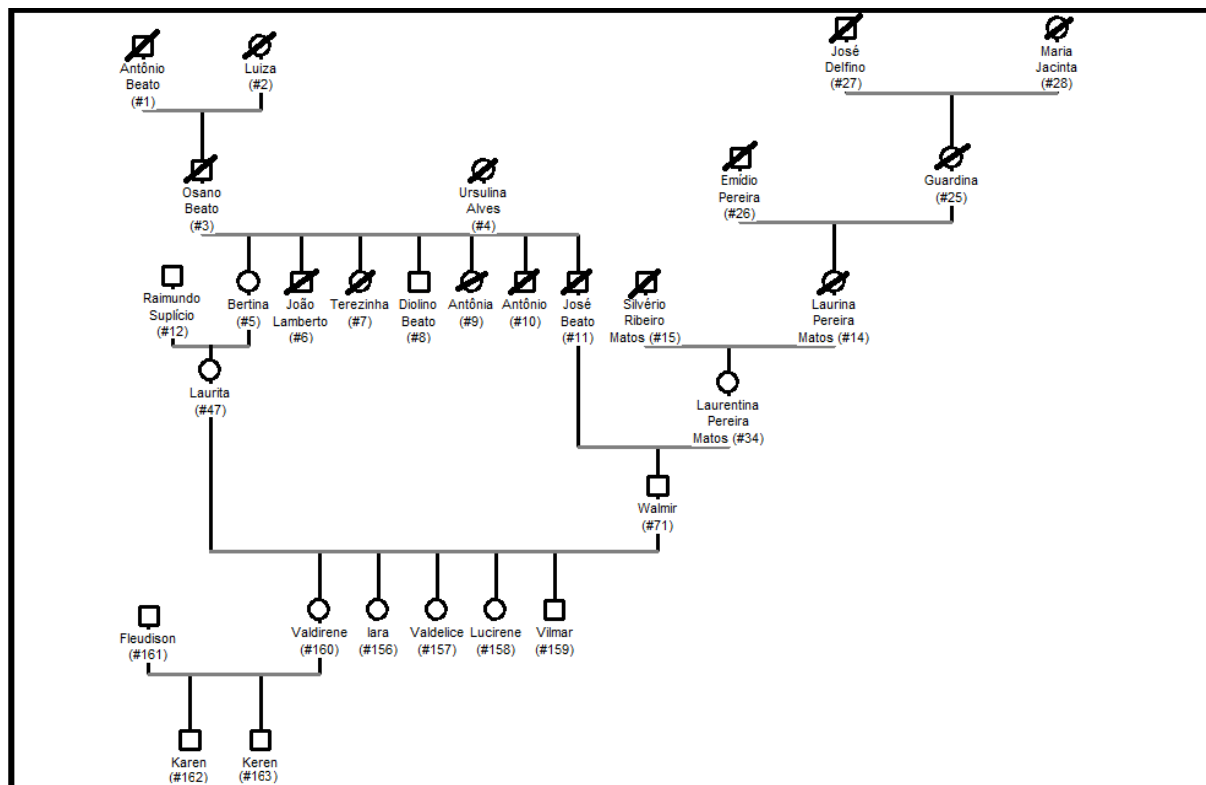 Antônio
Beato
(#1)
Luiza
(#2)
José
Delfino
(#27)
Maria
Jacinta
(#28)
Osano
Beato
(#3)
Ursulina
Alves
(#4)
Emídio
Pereira
(#26)
Guardina
(#25)
Raimundo
Suplício
(#12)
Bertina
(#5)
João
Lamberto
(#6)
Terezinha
(#7)
Diolino
Beato
(#8)
Antônia
(#9)
Antônio
(#10)
José
Beato
(#11)
Silvério
Ribeiro
Matos (#15)
Laurina
Pereira
Matos (#14)
Laurita
(#47)
Laurentina
Pereira
Matos (#34)
Walmir
(#71)
Fleudison
(#161)
Valdirene
(#160)
Iara
(#156)
Valdelice
(#157)
Lucirene
(#158)
Vilmar
(#159)
Karen
(#162)
Keren
(#163)